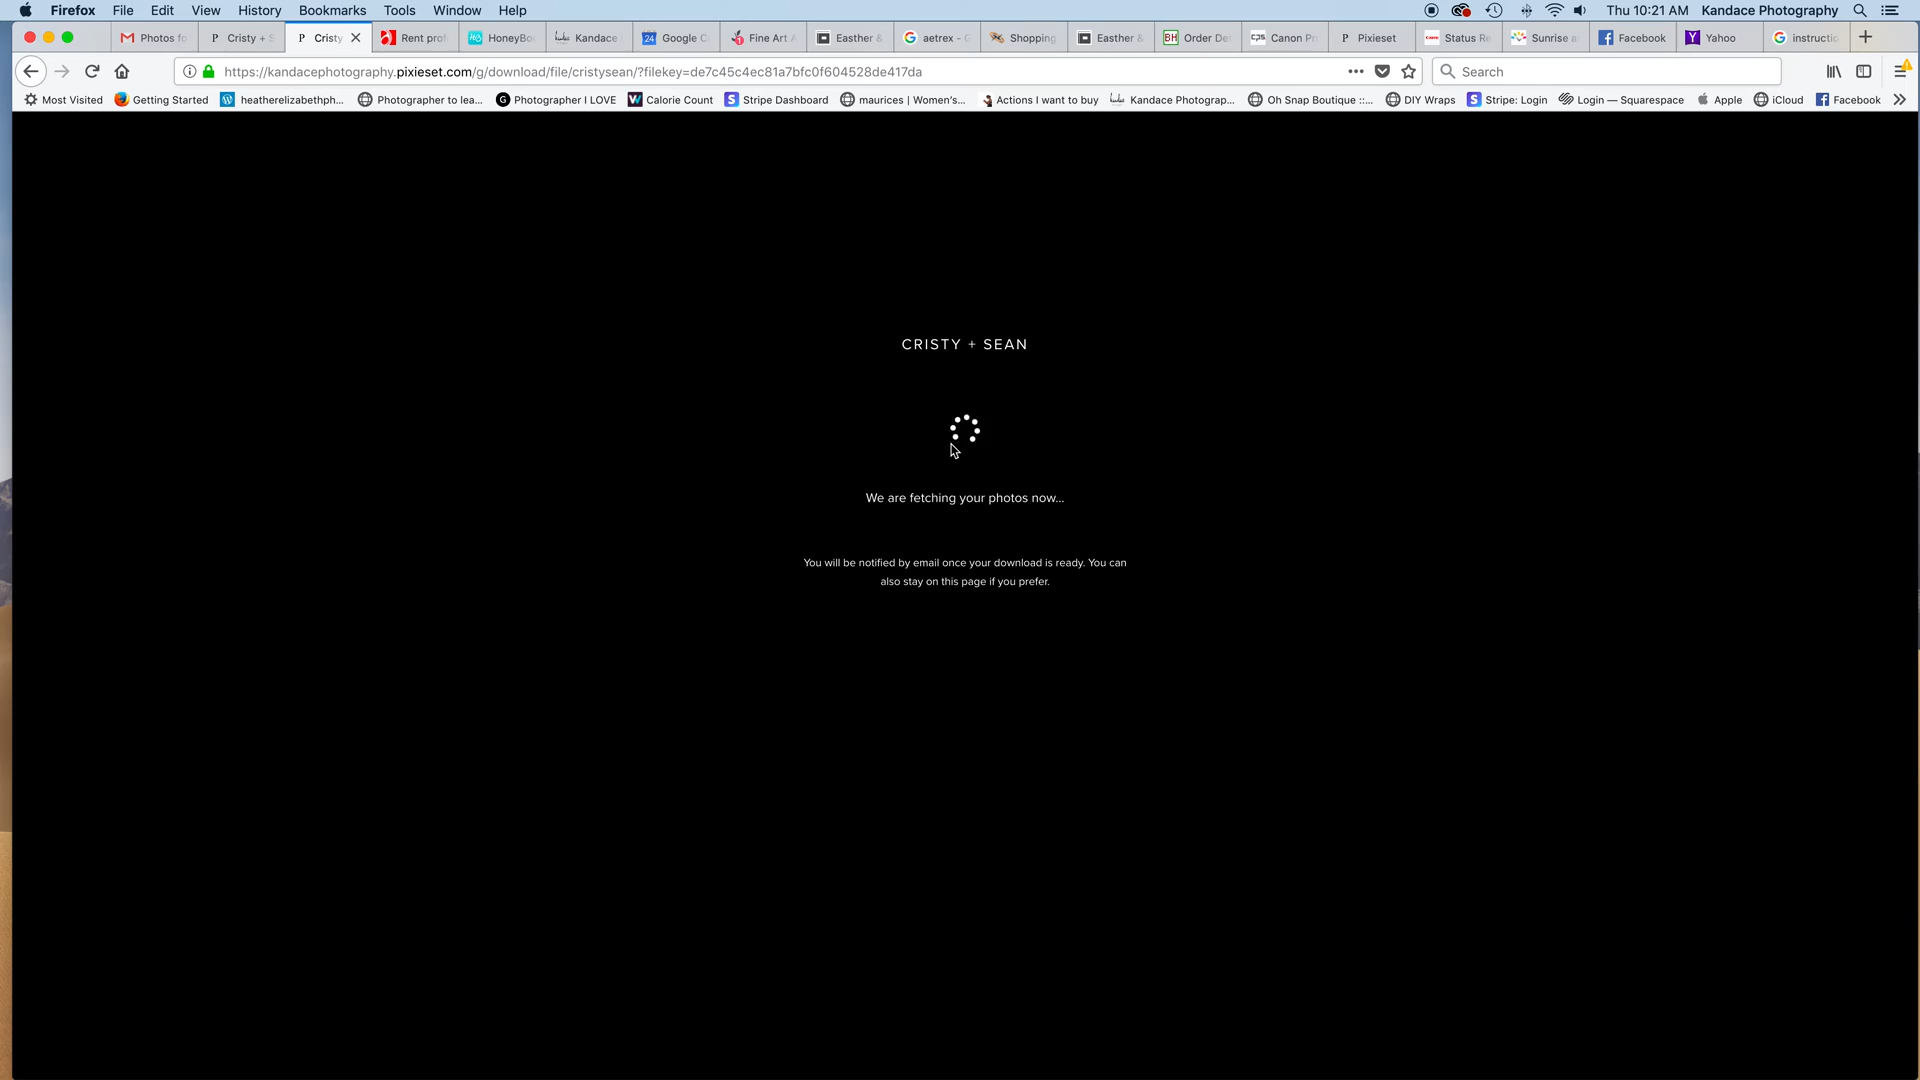 Firefox File Edit View History Bookmarks Tools Window Help Thu 10:21 AM Kandace Photography
Photos fo Cristy + S Cristy Rent prof HoneyBo Kandace Google C Fine Art A Easther & aetrex - G Shopping Easther & Order De Canon Pr Pixieset Status Re Sunrise a Facebook Yahoo instructio
https://kandacephotography.pixieset.com/g/download/file/cristysean/?filekey=de7c45c4ec81a7bfc0f604528de417da Search
Most Visited Getting Started heatherelizabethph... Photographer to lea... Photographer I LOVE Calorie Count Stripe Dashboard maurices | Women's... Actions I want to buy Kandace Photograp... Oh Snap Boutique ::... DIY Wraps Stripe: Login Login — Squarespace Apple iCloud Facebook
CRISTY + SEAN
We are fetching your photos now...
You will be notified by email once your download is ready. You can
also stay on this page if you prefer.